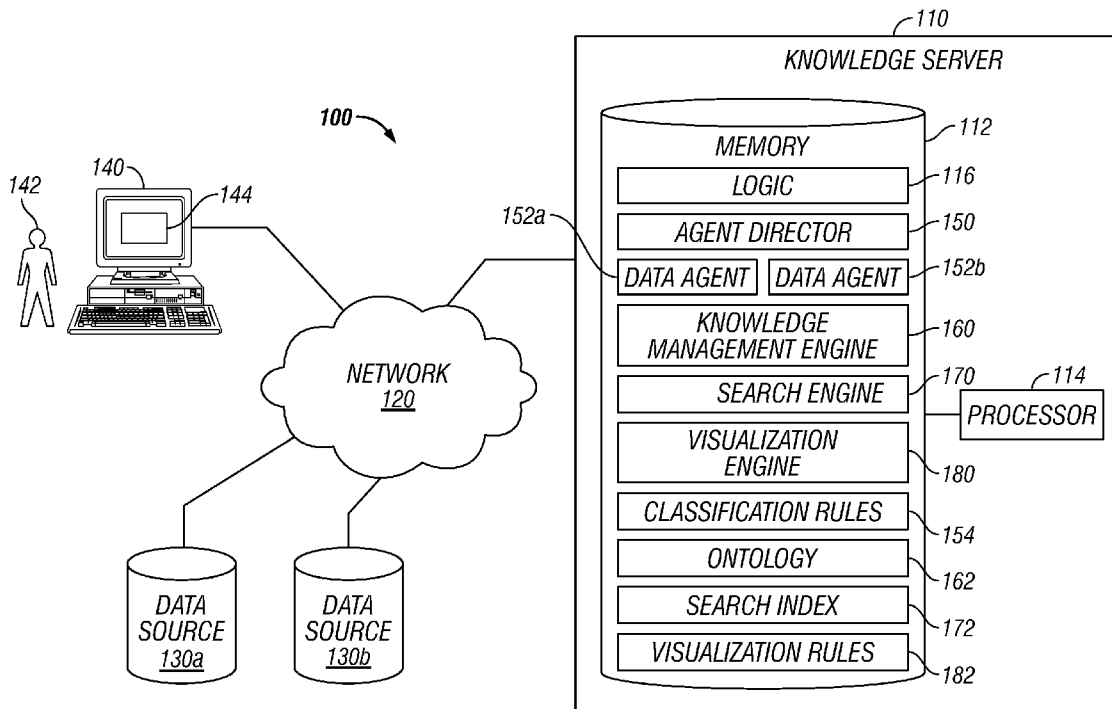 110
KNOWLEDGE SERVER
100
112
MEMORY
140
142
144
LOGIC
116
152a
AGENT DIRECTOR
150
DATA AGENT
DATA AGENT
152b
KNOWLEDGE
MANAGEMENT ENGINE
160
NETWORK
120
SEARCH ENGINE
170
114
PROCESSOR
VISUALIZATION
ENGINE
180
CLASSIFICATION RULES
154
ONTOLOGY
162
DATA
SOURCE
130a
DATA
SOURCE
130b
SEARCH INDEX
172
VISUALIZATION RULES
182